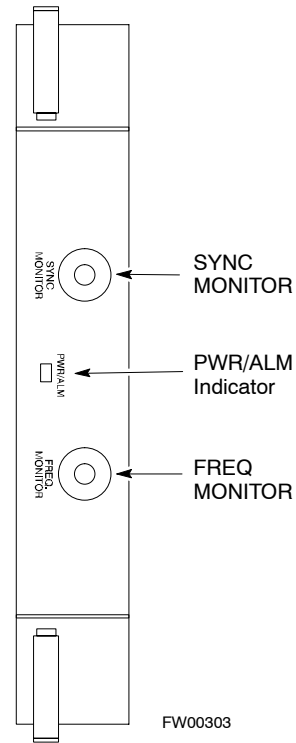 SYNC
MONITOR
SYNC
MONITOR
PWR/ALM
PWR/ALM
Indicator
FREQ.
MONITOR
FREQ
MONITOR
FW00303